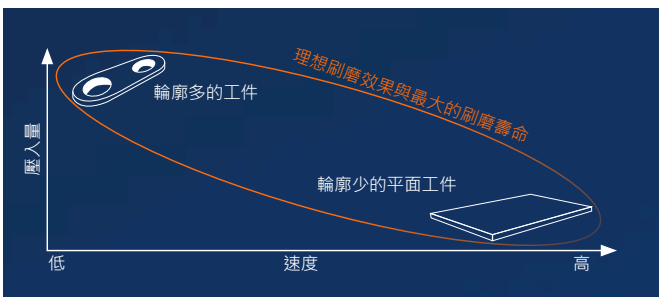 理想刷磨效果與最大的刷磨壽命
輪廓多的工件
壓入量
輪廓少的平面工件
低
速度
高